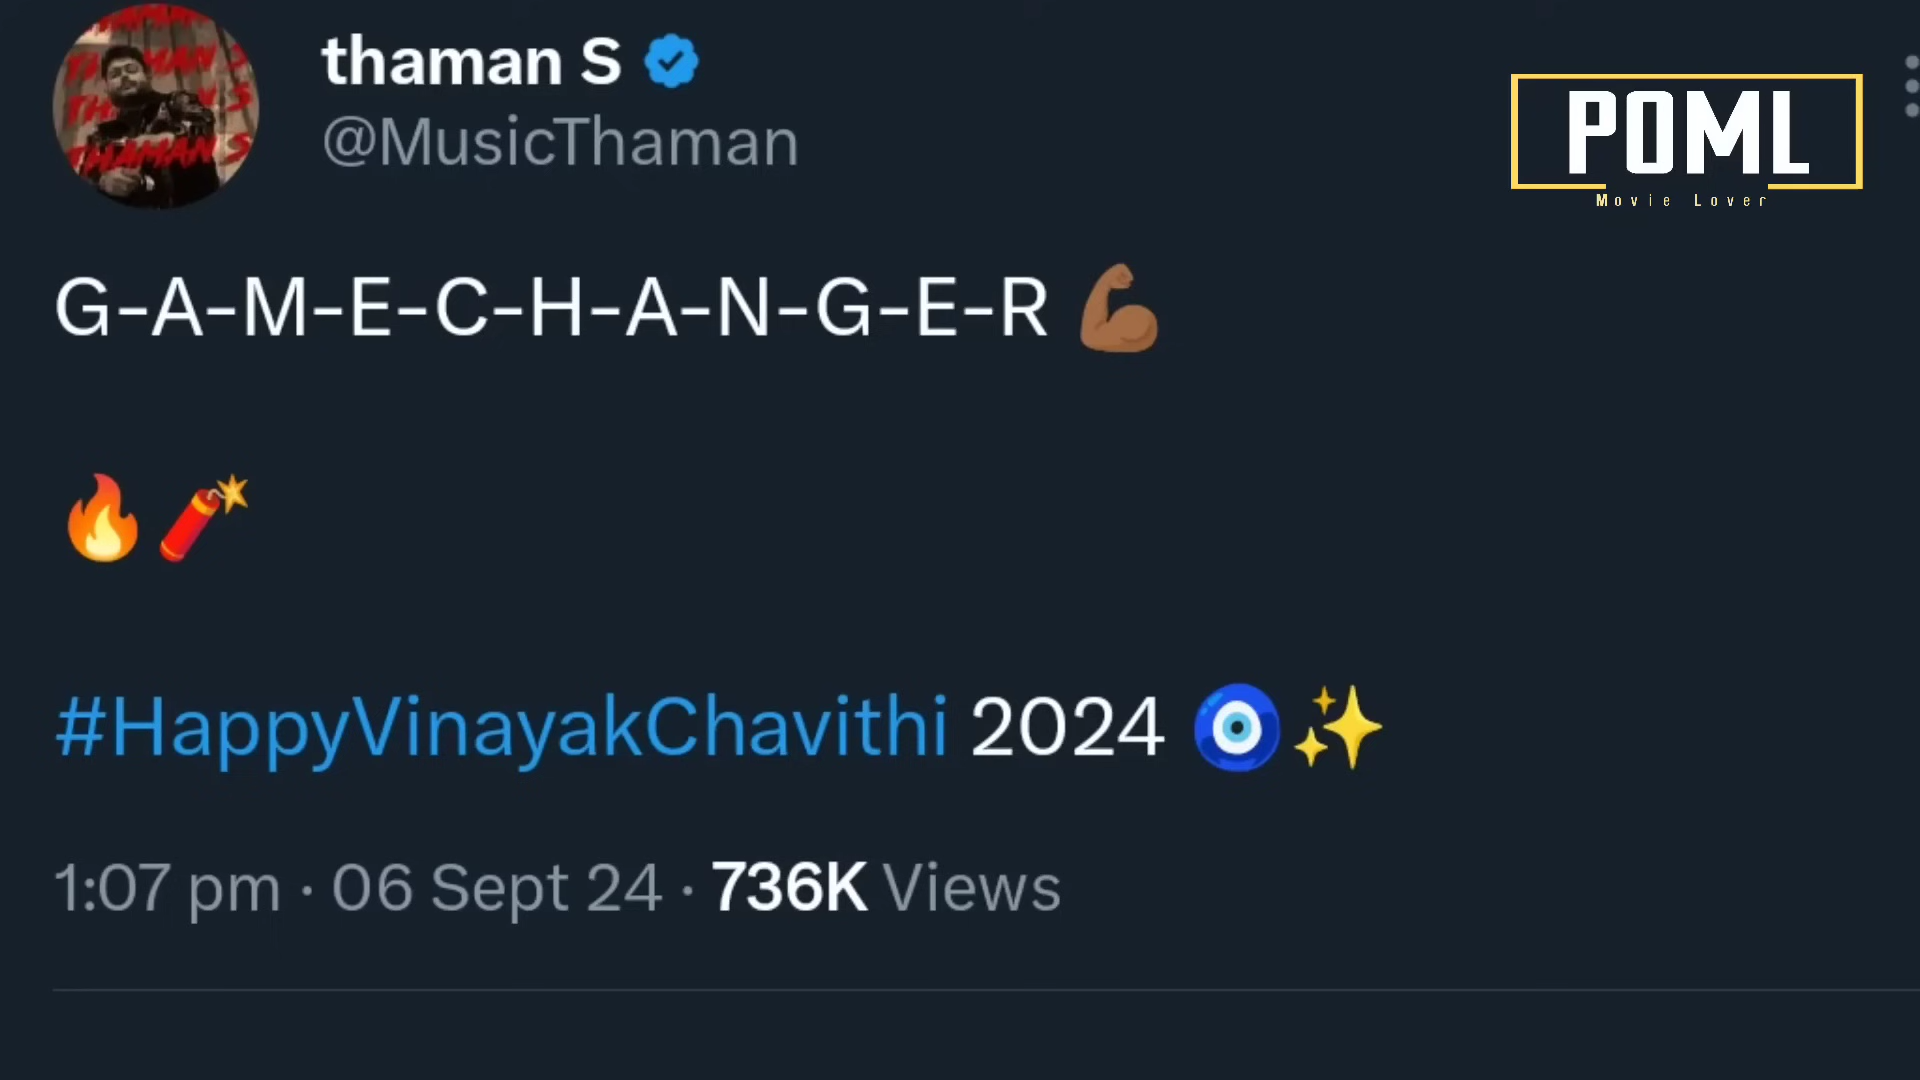 thaman S
@MusicThaman
POML
Movie Lover
G-A-M-E-C-H-A-N-G-E-R 💪🏾
🔥🧨
#HappyVinayakChavithi 2024 🧿✨
1:07 pm · 06 Sept 24 · 736K Views